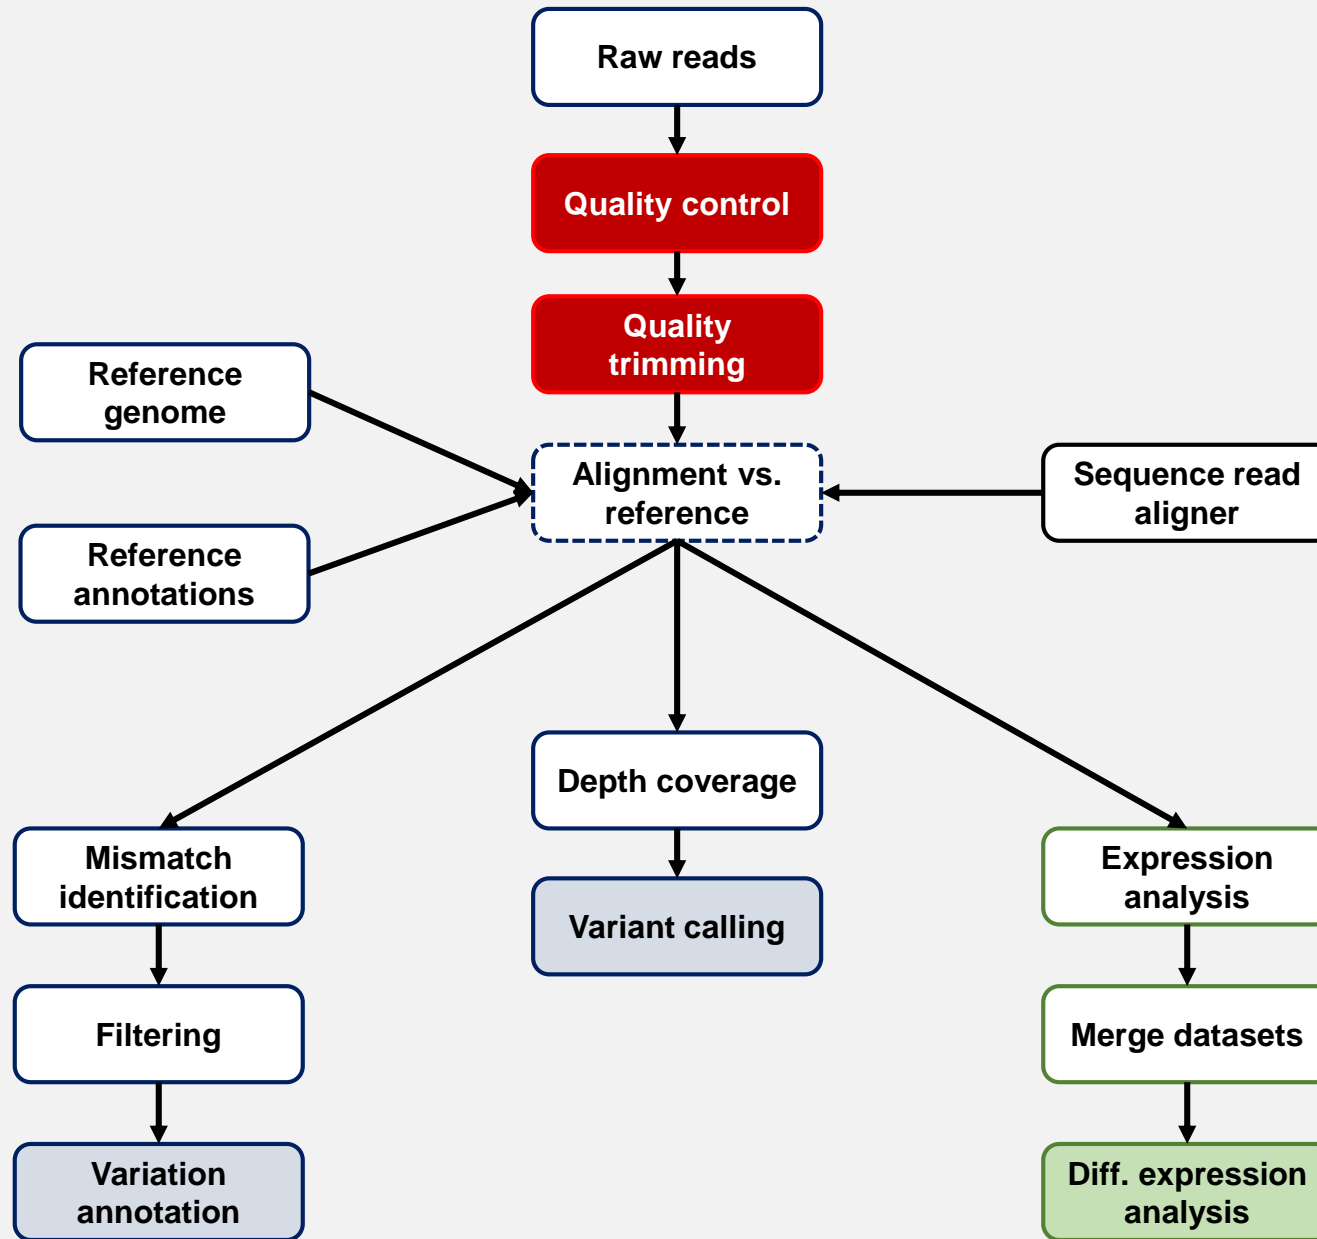 Raw reads
Quality control
Quality
trimming
Reference
genome
Alignment vs.
reference
Sequence read
aligner
Reference
annotations
Depth coverage
Mismatch
identification
Expression
analysis
Variant calling
Filtering
Merge datasets
Variation
annotation
Diff. expression
analysis